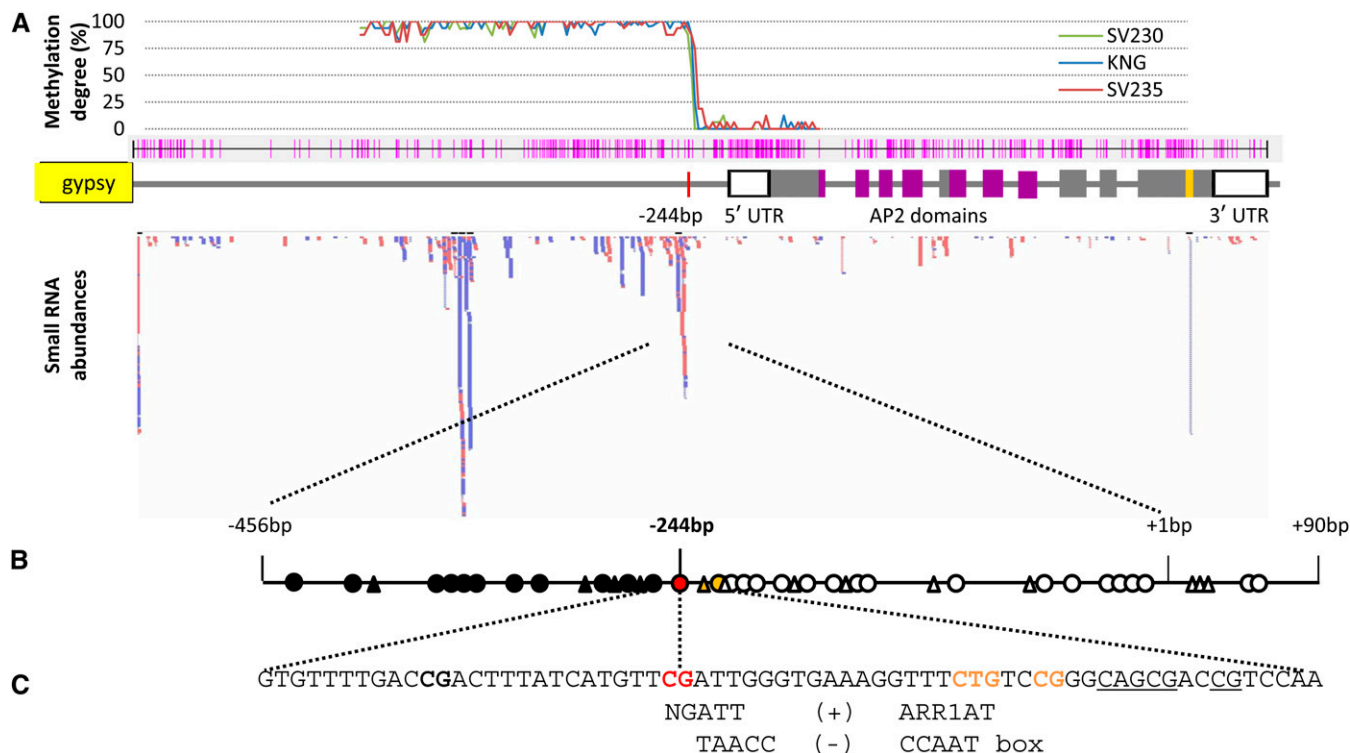 A
Methylation
degree (%)
100
75
50
25
0
SV230
KNG
SV235
gypsy
-244bp
5′ UTR
AP2 domains
3′ UTR
Small RNA
abundances
-456bp
-244bp
+1bp
+90bp
B
C
GTGTTTTGACCGACTTTATCATGTTCGATTGGGTGAAAGGTTTCTGTCCGGGCAGCGACCGTCCAA
NGATT (+) ARR1AT
TAACC (-) CCAAT box